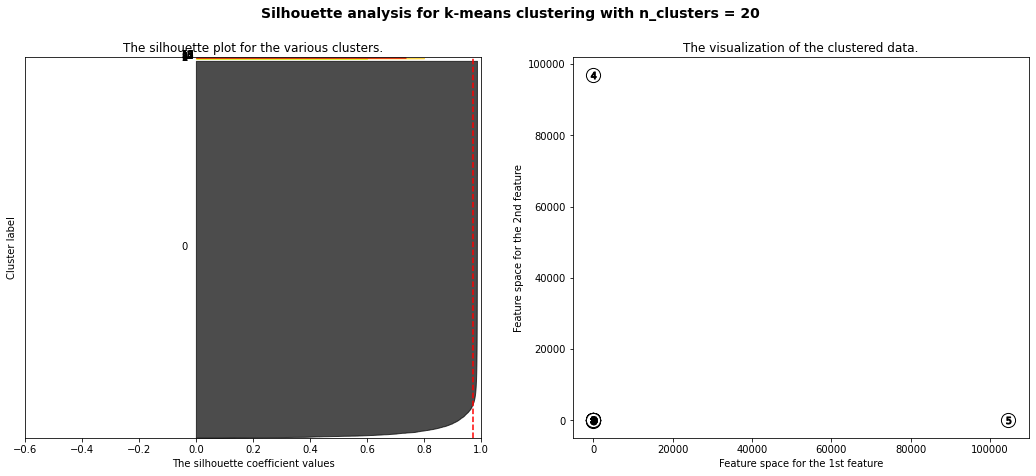 Silhouette analysis for k-means clustering with n_clusters = 20
The silhouette plot for the various clusters.
Cluster label
0
−0.6 −0.4 −0.2 0.0 0.2 0.4 0.6 0.8 1.0
The silhouette coefficient values
The visualization of the clustered data.
Feature space for the 2nd feature
100000
80000
60000
40000
20000
0
4
5
0 20000 40000 60000 80000 100000
Feature space for the 1st feature